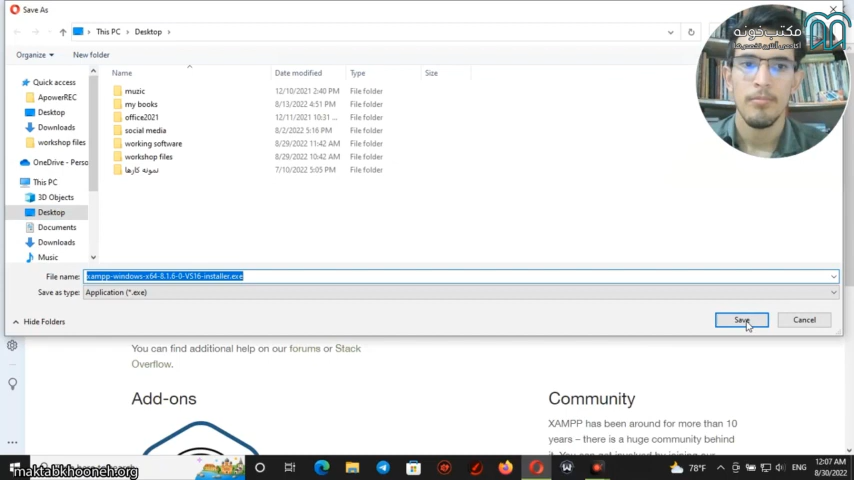 Save As
This PC > Desktop >
مکتب‌خونه
آکادمی آنلاین تخصص‌ها
Organize
New folder
Name
Date modified
Type
Size
Quick access
ApowerREC
Desktop
Downloads
workshop files
OneDrive - Perso
This PC
3D Objects
Desktop
Documents
Downloads
Music
muzic 12/10/2021 2:40 PM File folder
my books 8/13/2022 4:51 PM File folder
office2021 12/11/2021 10:31 ... File folder
social media 8/2/2022 5:16 PM File folder
working software 8/29/2022 11:42 AM File folder
workshop files 8/29/2022 10:42 AM File folder
نمونه کارها 7/10/2022 5:05 PM File folder
File name: xampp-windows-x64-8.1.6-0-VS16-installer.exe
Save as type: Application (*.exe)
Hide Folders
Save
Cancel
You can find additional help on our forums or Stack
Overflow.
Add-ons
Community
XAMPP has been around for more than 10
years – there is a huge community behind
maktabkhooneh.org
78°F
ENG
12:07 AM
8/30/2022